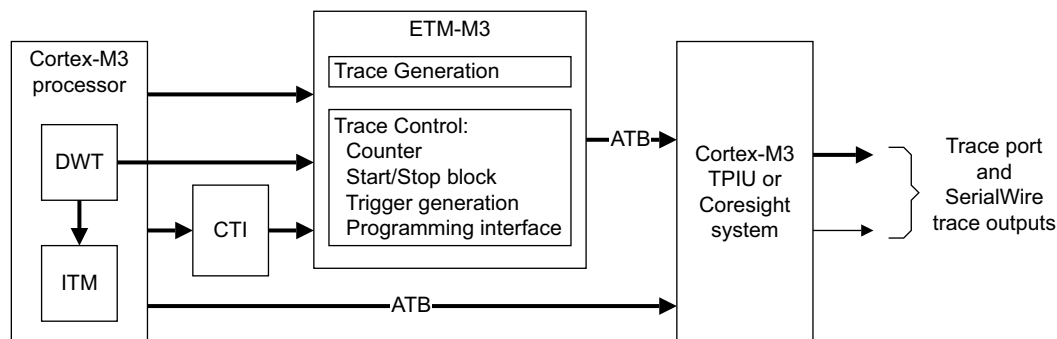 Cortex-M3
processor
DWT
ITM
CTI
ETM-M3
Trace Generation
Trace Control:
Counter
Start/Stop block
Trigger generation
Programming interface
ATB
ATB
Cortex-M3
TPIU or
Coresight
system
Trace port
and
SerialWire
trace outputs